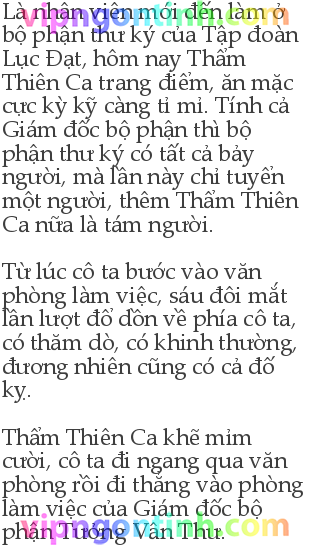 Là nhân viên mới đến làm ở
bộ phận thư ký của Tập đoàn
Lục Đạt, hôm nay Thẩm
Thiên Ca trang điểm, ăn mặc
cực kỳ kỹ càng tỉ mỉ. Tính cả
Giám đốc bộ phận thì bộ
phận thư ký có tất cả bảy
người, mà lần này chỉ tuyển
một người, thêm Thẩm Thiên
Ca nữa là tám người.
Từ lúc cô ta bước vào văn
phòng làm việc, sáu đôi mắt
lần lượt đổ dồn về phía cô ta,
có thăm dò, có khinh thường,
đương nhiên cũng có cả đố
kỵ.
Thẩm Thiên Ca khẽ mỉm
cười, cô ta đi ngang qua văn
phòng rồi đi thẳng vào phòng
làm việc của Giám đốc bộ
phận Tưởng Vân Thư.
vipngontinh.com
vipngontinh.com